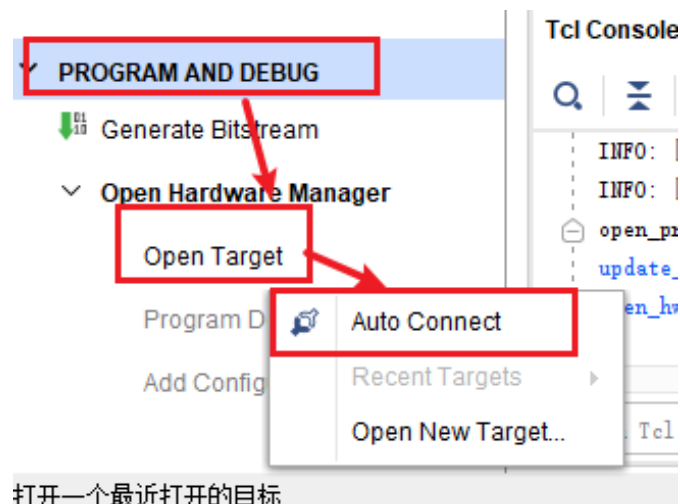 Tcl Console
PROGRAM AND DEBUG
Generate Bitstream
INFO: [
Open Hardware Manager
INFO: [
open_pr
Open Target
update_
Program D
Auto Connect
en_hw
Add Config
Recent Targets
Open New Target...
Tcl
打开一个最近打开的目标